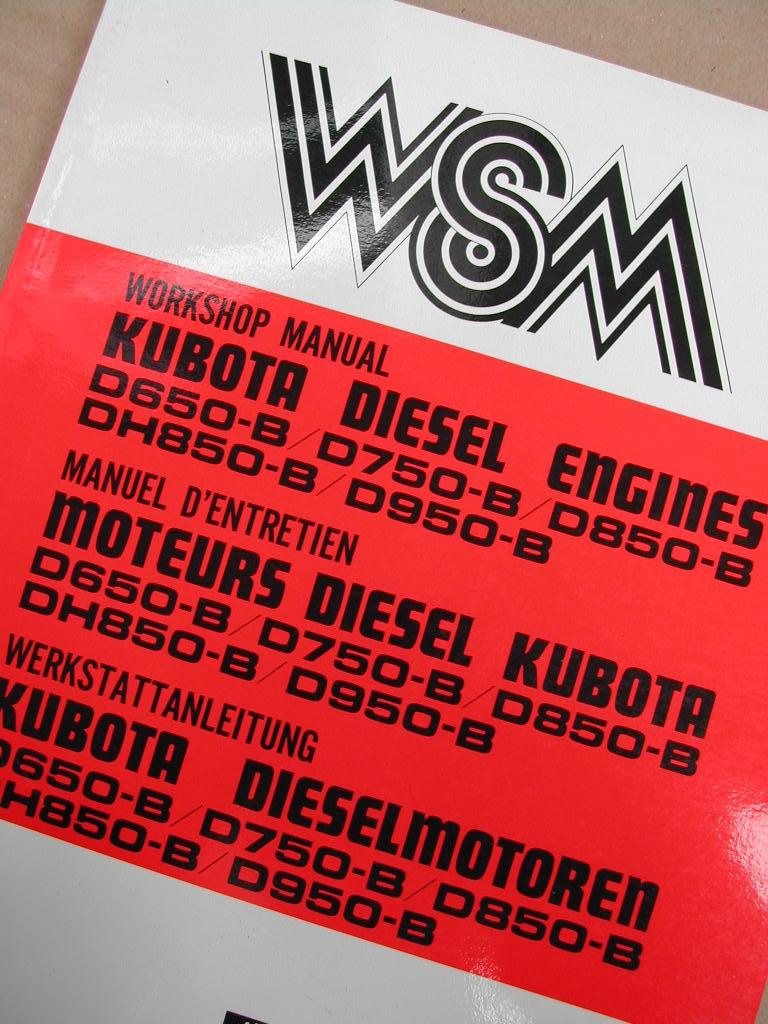 WSM
WORKSHOP MANUAL
KUBOTA DIESEL ENGINES
D650-B/D750-B/D850-B
DH850-B/D950-B
MANUEL D'ENTRETIEN
MOTEURS DIESEL KUBOTA
D650-B/D750-B/D850-B
DH850-B/D950-B
WERKSTATTANLEITUNG
KUBOTA DIESELMOTOREN
D650-B/D750-B/D850-B
DH850-B/D950-B